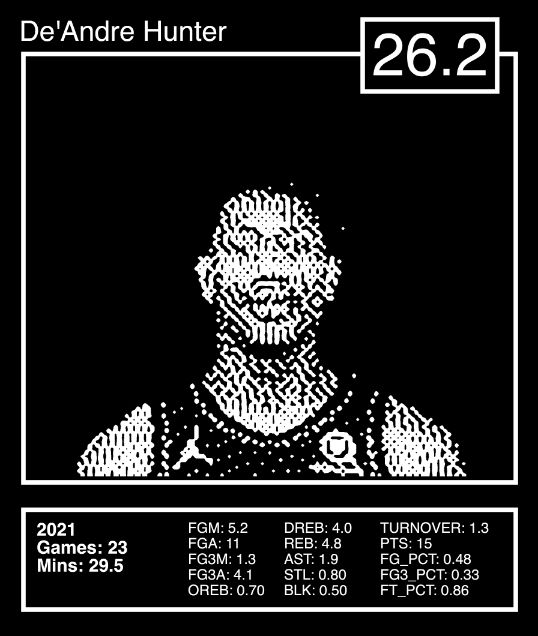 De'Andre Hunter
26.2
2021
Games: 23
Mins: 29.5
FGM: 5.2
FGA: 11
FG3M: 1.3
FG3A: 4.1
OREB: 0.70
DREB: 4.0
REB: 4.8
AST: 1.9
STL: 0.80
BLK: 0.50
TURNOVER: 1.3
PTS: 15
FG_PCT: 0.48
FG3_PCT: 0.33
FT_PCT: 0.86